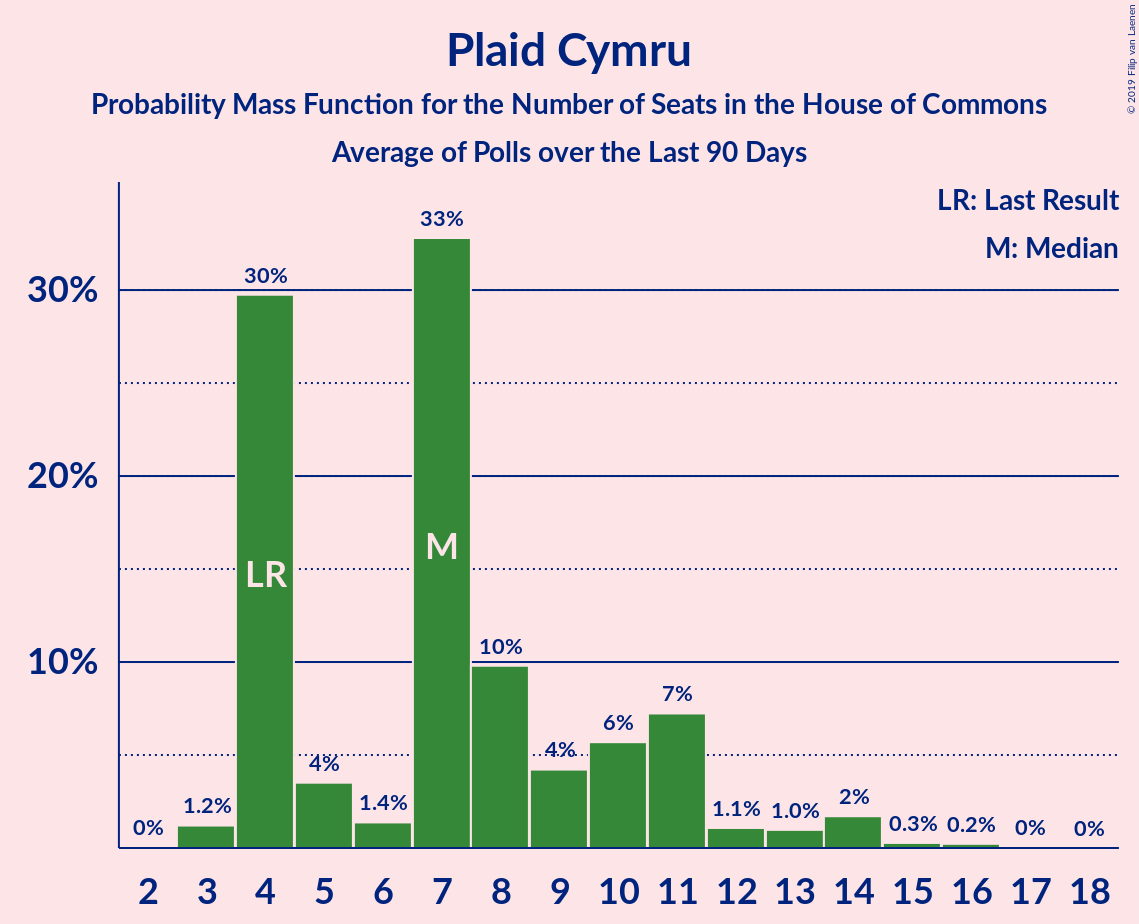 Plaid Cymru
Probability Mass Function for the Number of Seats in the House of Commons
Average of Polls over the Last 90 Days
© 2019 Filip van Laenen
LR: Last Result
M: Median
30%
20%
10%
0%
1.2%
30%
4%
1.4%
33%
10%
4%
6%
7%
1.1%
1.0%
2%
0.3%
0.2%
0%
0%
LR
M
2 3 4 5 6 7 8 9 10 11 12 13 14 15 16 17 18